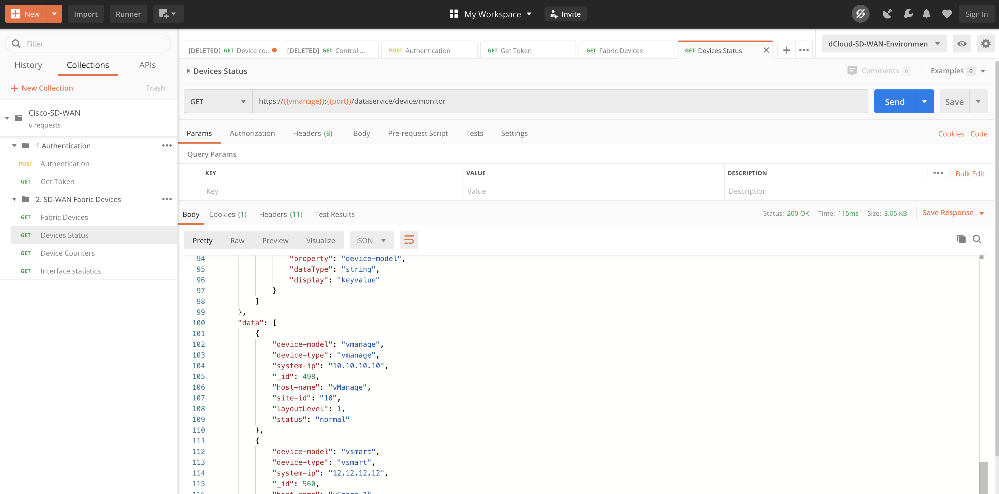 New
Import
Runner
My Workspace
Invite
Sign In
Filter
History Collections APIs
New Collection Trash
Cisco-SD-WAN
6 requests
1.Authentication
POST Authentication
GET Get Token
2. SD-WAN Fabric Devices
GET Fabric Devices
GET Devices Status
GET Device Counters
GET Interface statistics
[DELETED] GET Device co...
[DELETED] GET Control ...
POST Authentication
GET Get Token
GET Fabric Devices
GET Devices Status
dCloud-SD-WAN-Environmen
Devices Status
Comments 0
Examples 0
GET
https://{{vmanage}}:{{port}}/dataservice/device/monitor
Send
Save
Params Authorization Headers (8) Body Pre-request Script Tests Settings
Cookies Code
Query Params
KEY VALUE DESCRIPTION Bulk Edit
Key Value Description
Body Cookies (1) Headers (11) Test Results
Status: 200 OK Time: 115ms Size: 3.05 KB Save Response
Pretty Raw Preview Visualize JSON
94 "property": "device-model",
95 "dataType": "string",
96 "display": "keyvalue"
97 }
98 ]
99 },
100 "data": [
101 {
102 "device-model": "vmanage",
103 "device-type": "vmanage",
104 "system-ip": "10.10.10.10",
105 "_id": 498,
106 "host-name": "vManage",
107 "site-id": "10",
108 "layoutLevel": 1,
109 "status": "normal"
110 },
111 {
112 "device-model": "vsmart",
113 "device-type": "vsmart",
114 "system-ip": "12.12.12.12",
115 "_id": 560,
116 "host-name": "vSmart-1"